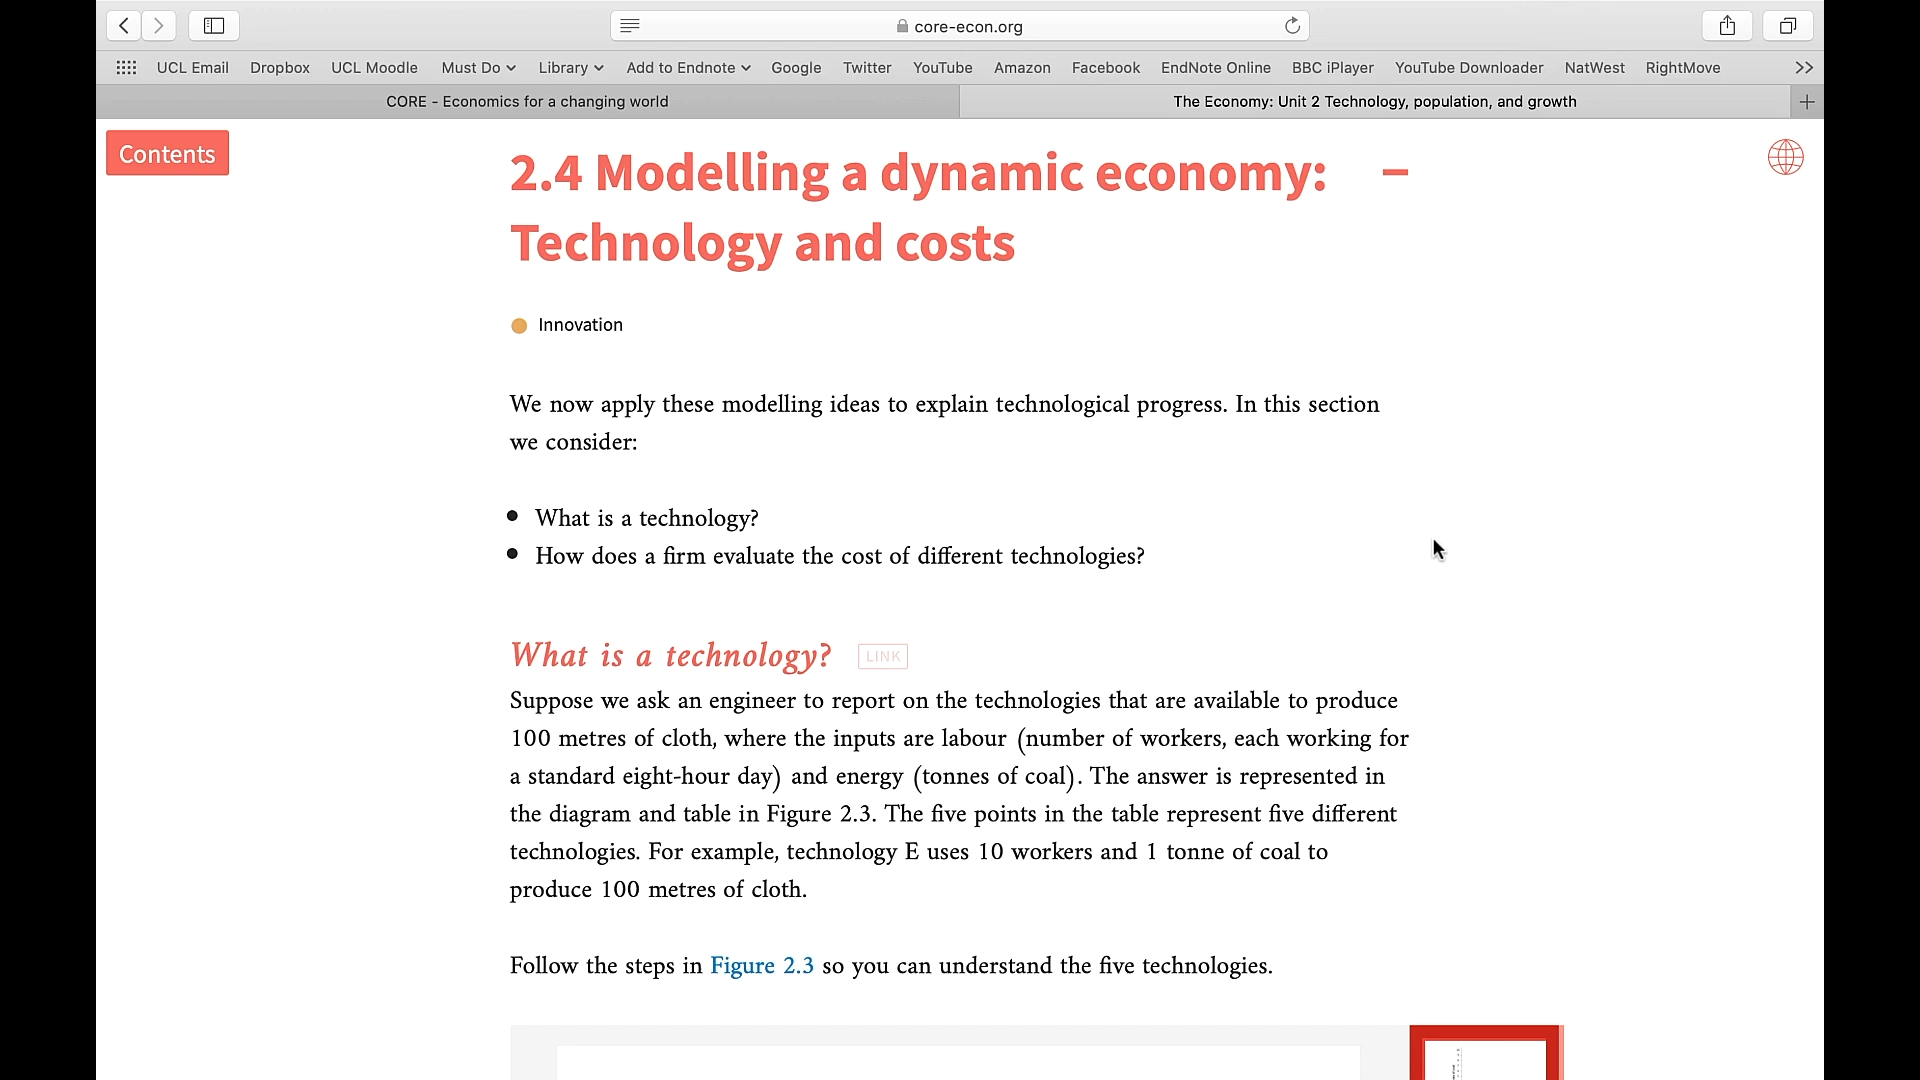 core-econ.org
UCL Email Dropbox UCL Moodle Must Do Library Add to Endnote Google Twitter YouTube Amazon Facebook EndNote Online BBC iPlayer YouTube Downloader NatWest RightMove
CORE - Economics for a changing world
The Economy: Unit 2 Technology, population, and growth
Contents
2.4 Modelling a dynamic economy:
Technology and costs
Innovation
We now apply these modelling ideas to explain technological progress. In this section
we consider:
• What is a technology?
• How does a firm evaluate the cost of different technologies?
What is a technology? LINK
Suppose we ask an engineer to report on the technologies that are available to produce
100 metres of cloth, where the inputs are labour (number of workers, each working for
a standard eight-hour day) and energy (tonnes of coal). The answer is represented in
the diagram and table in Figure 2.3. The five points in the table represent five different
technologies. For example, technology E uses 10 workers and 1 tonne of coal to
produce 100 metres of cloth.
Follow the steps in Figure 2.3 so you can understand the five technologies.